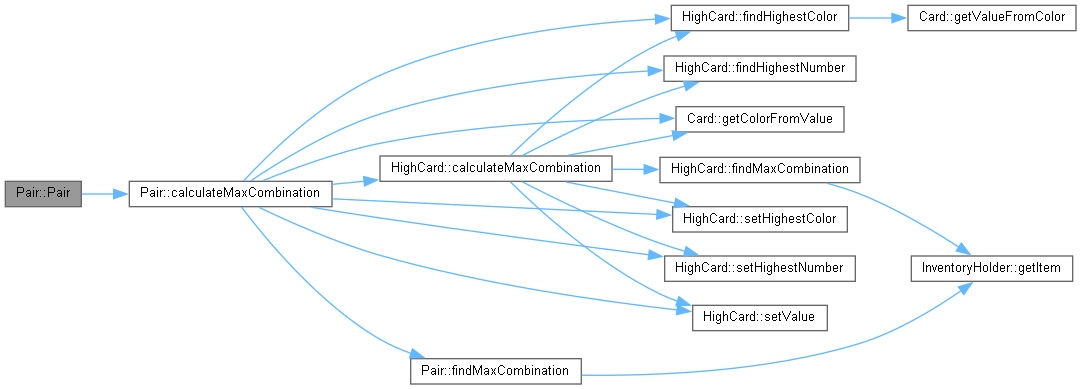 HighCard::findHighestColor
Card::getValueFromColor
HighCard::findHighestNumber
Card::getColorFromValue
HighCard::calculateMaxCombination
HighCard::findMaxCombination
Pair::Pair
Pair::calculateMaxCombination
HighCard::setHighestColor
HighCard::setHighestNumber
InventoryHolder::getItem
HighCard::setValue
Pair::findMaxCombination